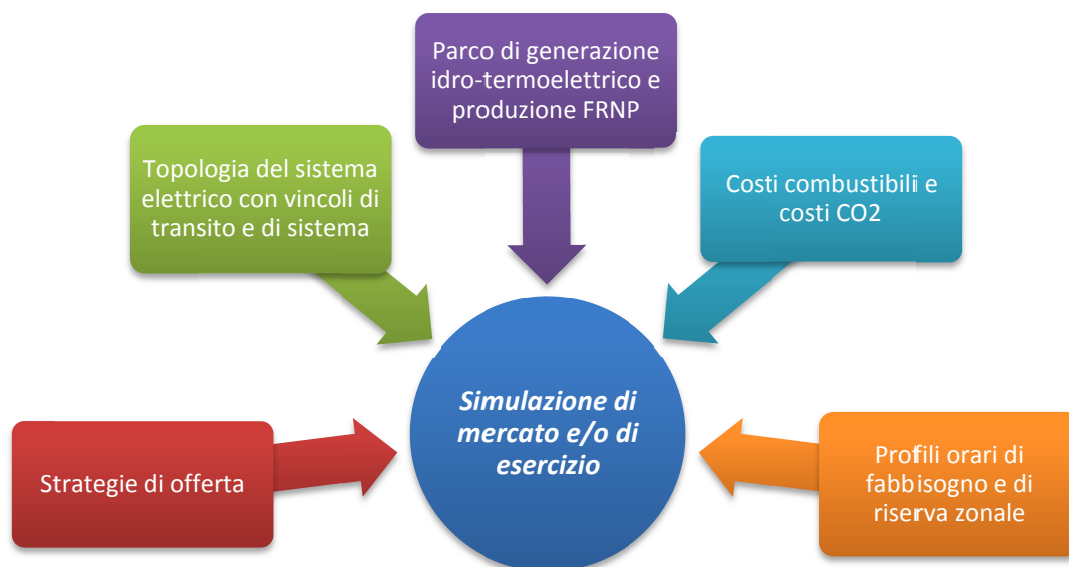 Parco di generazione
idro-termoelettrico e
produzione FRNP
Topologia del sistema
elettrico con vincoli di
transito e di sistema
Costi combustibili e
costi CO2
Simulazione di
mercato e/o di
esercizio
Strategie di offerta
Profili orari di
fabbisogno e di
riserva zonale